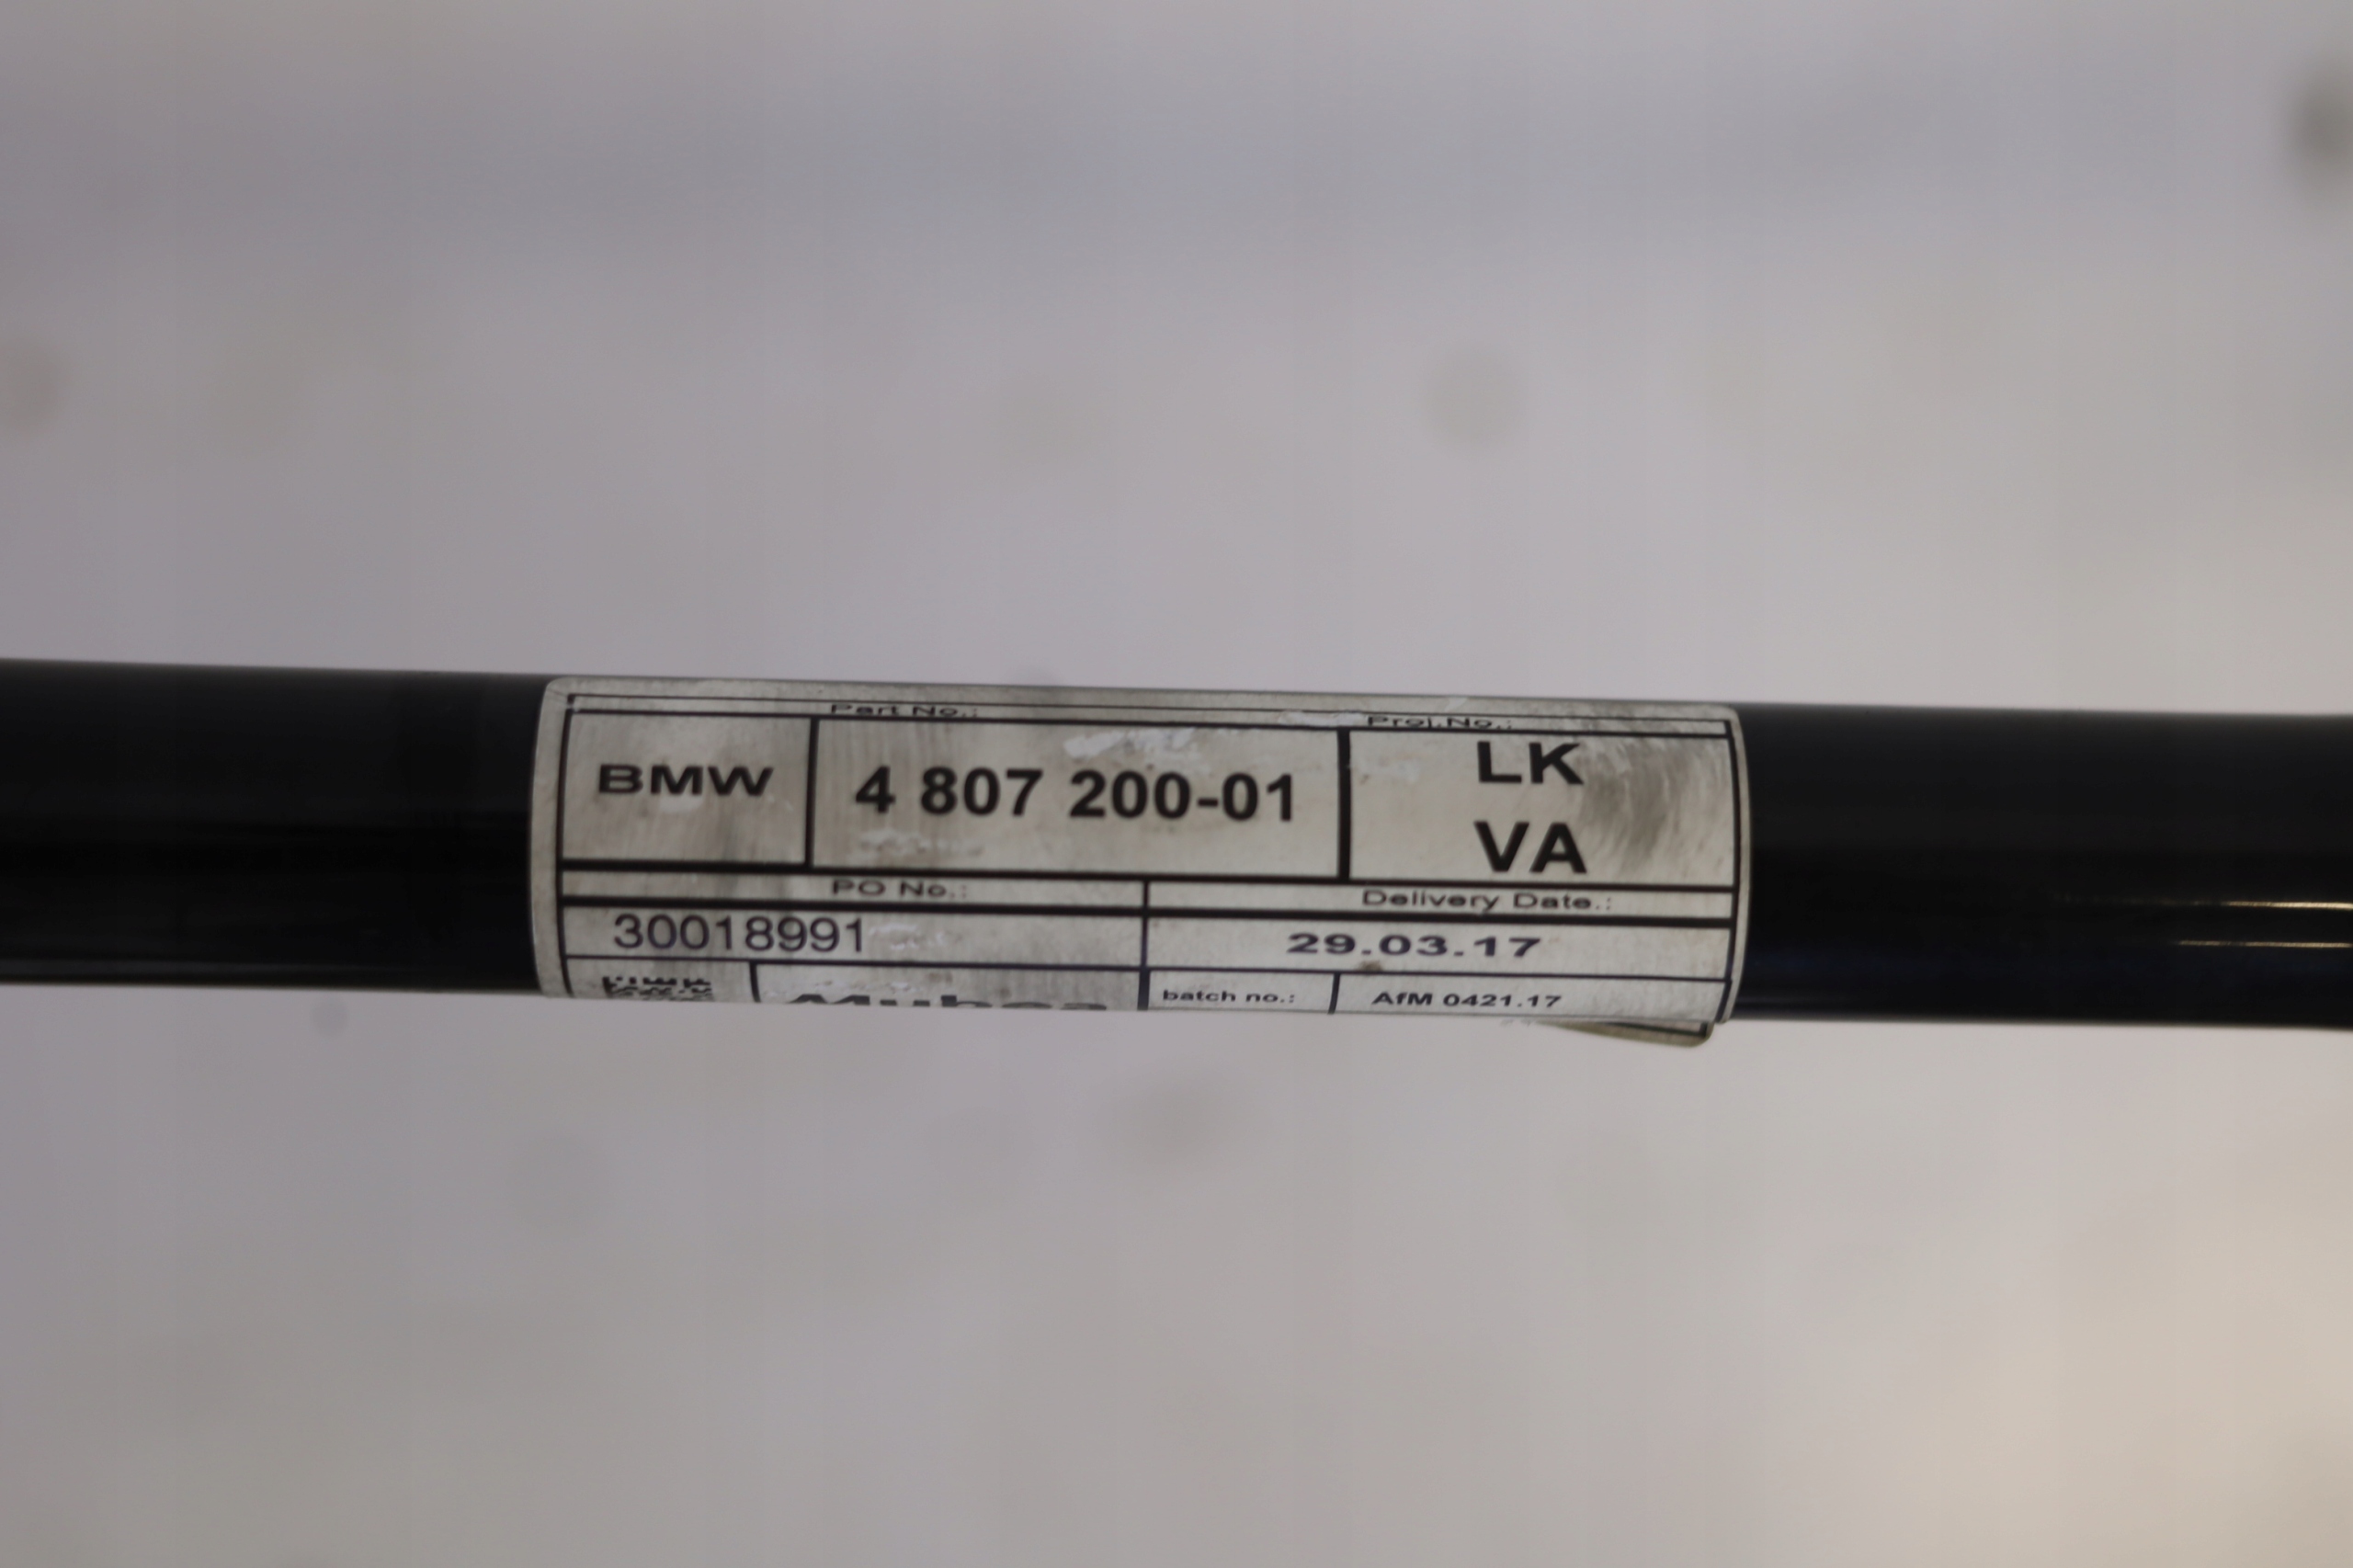 Part No.: Proj.No.:
BMW 4 807 200-01 LK
VA
PO No.: Delivery Date.:
30018991 29.03.17
Mubea batch no.: AfM 0421.17